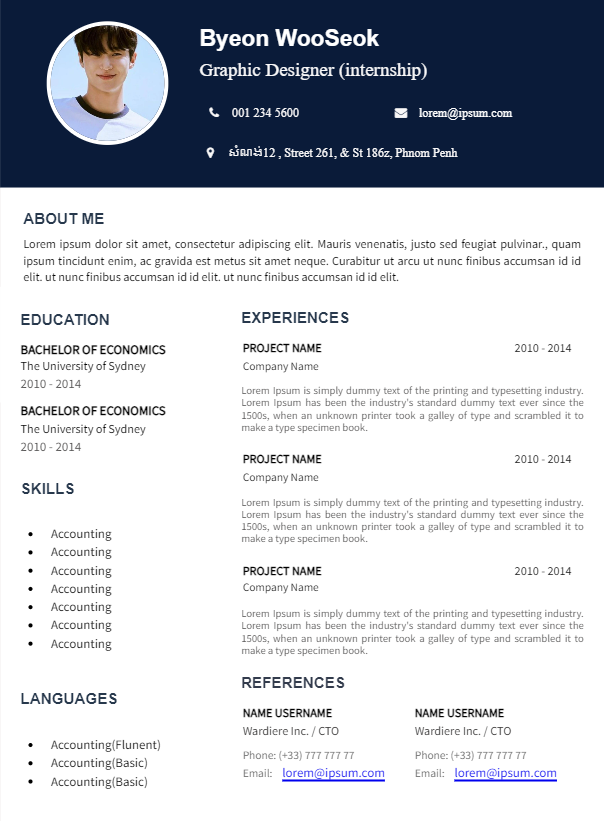 Byeon WooSeok
Graphic Designer (internship)
001 234 5600
lorem@ipsum.com
សំណង់12 , Street 261, & St 186z, Phnom Penh
ABOUT ME
Lorem ipsum dolor sit amet, consectetur adipiscing elit. Mauris venenatis, justo sed feugiat pulvinar., quam
ipsum tincidunt enim, ac gravida est metus sit amet neque. Curabitur ut arcu ut nunc finibus accumsan id id
elit. ut nunc finibus accumsan id id elit. ut nunc finibus accumsan id id elit.
EDUCATION
BACHELOR OF ECONOMICS
The University of Sydney
2010 - 2014
BACHELOR OF ECONOMICS
The University of Sydney
2010 - 2014
SKILLS
• Accounting
• Accounting
• Accounting
• Accounting
• Accounting
• Accounting
• Accounting
LANGUAGES
• Accounting(Flunent)
• Accounting(Basic)
• Accounting(Basic)
EXPERIENCES
PROJECT NAME 2010 - 2014
Company Name
Lorem Ipsum is simply dummy text of the printing and typesetting industry.
Lorem Ipsum has been the industry's standard dummy text ever since the
1500s, when an unknown printer took a galley of type and scrambled it to
make a type specimen book.
PROJECT NAME 2010 - 2014
Company Name
Lorem Ipsum is simply dummy text of the printing and typesetting industry.
Lorem Ipsum has been the industry's standard dummy text ever since the
1500s, when an unknown printer took a galley of type and scrambled it to
make a type specimen book.
PROJECT NAME 2010 - 2014
Company Name
Lorem Ipsum is simply dummy text of the printing and typesetting industry.
Lorem Ipsum has been the industry's standard dummy text ever since the
1500s, when an unknown printer took a galley of type and scrambled it to
make a type specimen book.
REFERENCES
NAME USERNAME
Wardiere Inc. / CTO
Phone: (+33) 777 777 77
Email: lorem@ipsum.com
NAME USERNAME
Wardiere Inc. / CTO
Phone: (+33) 777 777 77
Email: lorem@ipsum.com